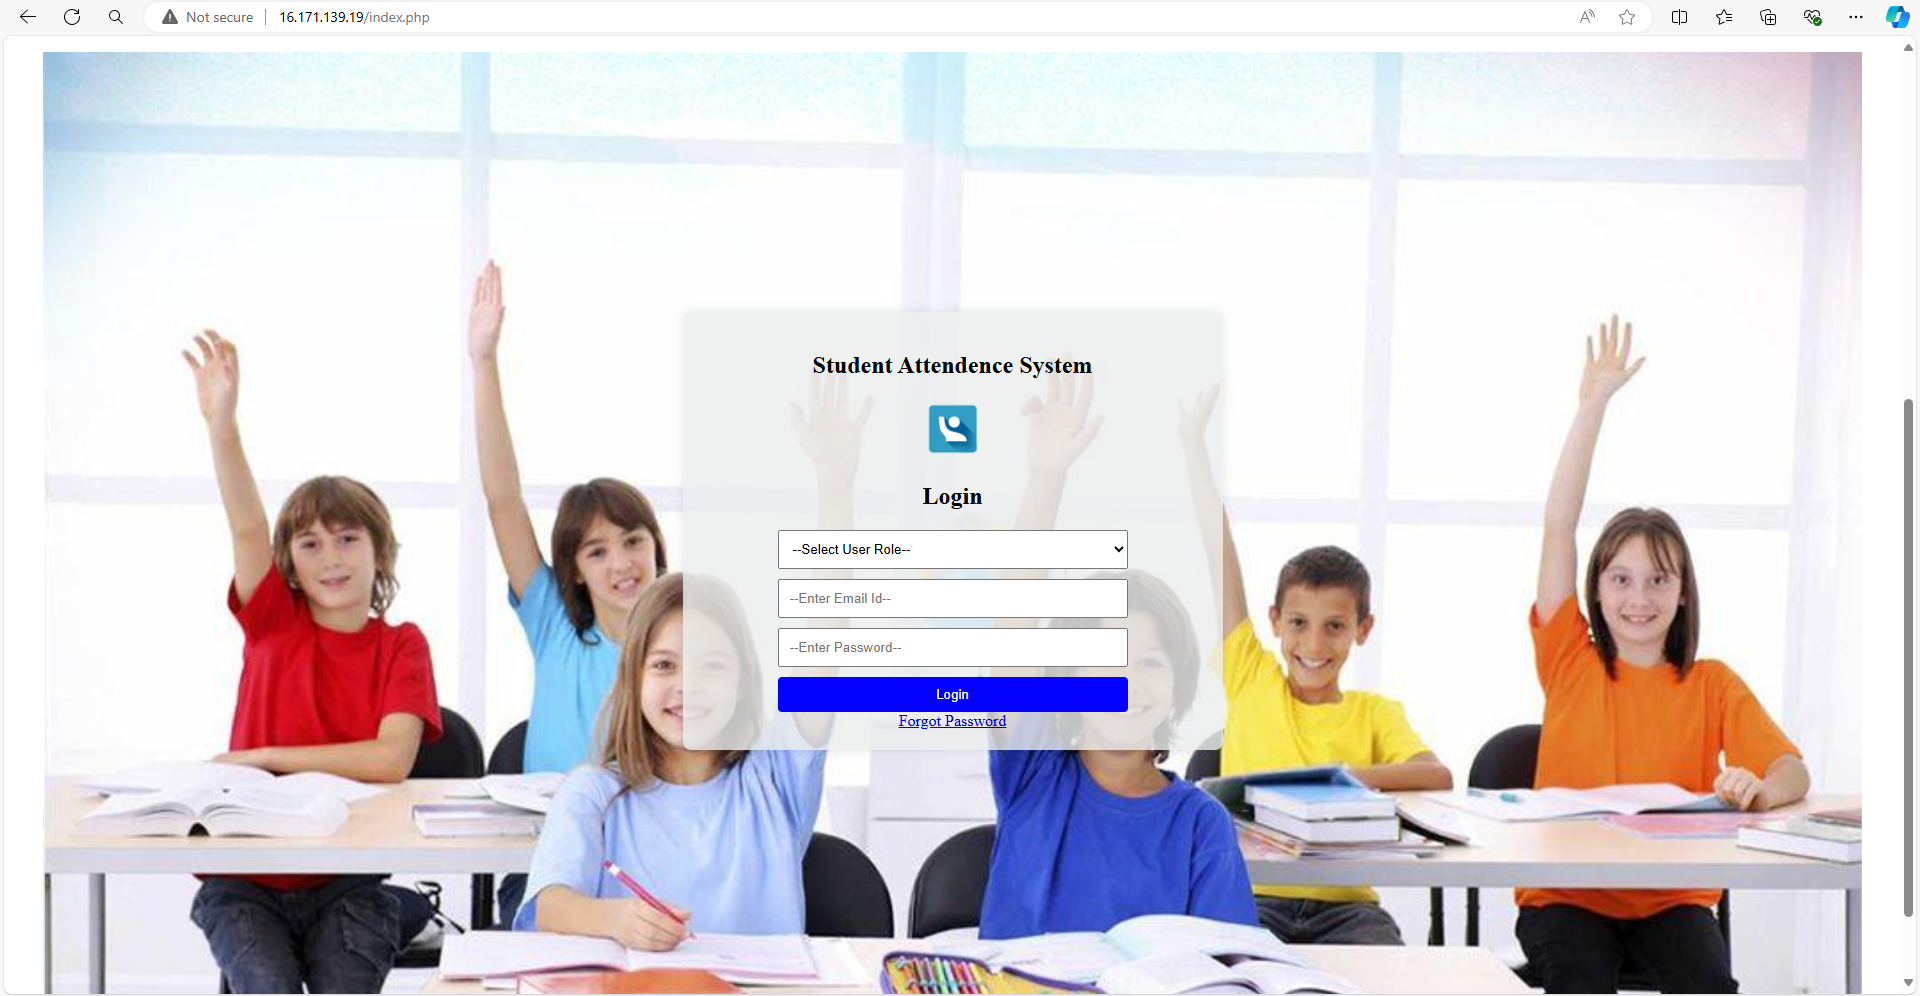 Not secure
16.171.139.19/index.php
Student Attendence System
Login
--Select User Role--
--Enter Email Id--
--Enter Password--
Login
Forgot Password